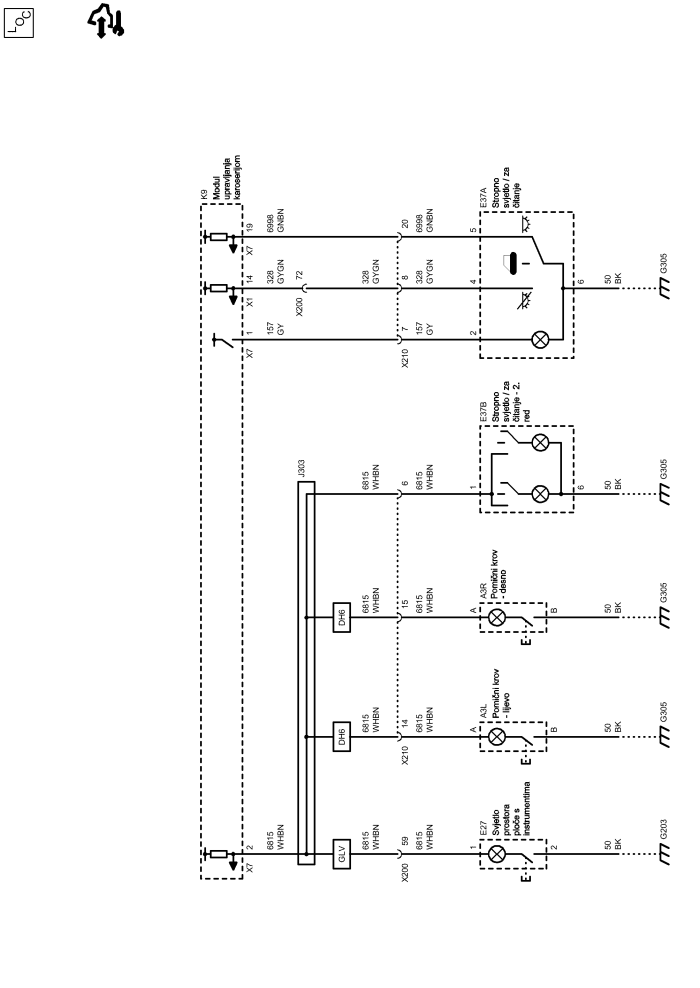 LOC
K9
Modul
upravljanja
karoserijom
19
X7
6998
GNBN
20
6998
GNBN
5
E37A
Stropno
svjetlo / za
čitanje
14
X1
328
GYGN
72
X200
328
GYGN
8
328
GYGN
4
6
50
BK
G305
1
X7
157
GY
7
X210
157
GY
2
J303
6815
WHBN
6
6815
WHBN
1
E37B
Stropno
svjetlo / za
čitanje - 2.
red
6
50
BK
G305
DH6
6815
WHBN
15
6815
WHBN
A
A3R
Pomični krov
- desno
B
50
BK
G305
DH6
6815
WHBN
14
X210
6815
WHBN
A
A3L
Pomični krov
- lijevo
B
50
BK
G305
2
X7
6815
WHBN
GLV
6815
WHBN
59
X200
6815
WHBN
1
E27
Svjetlo
prostora
ploče s
instrumentima
2
50
BK
G203